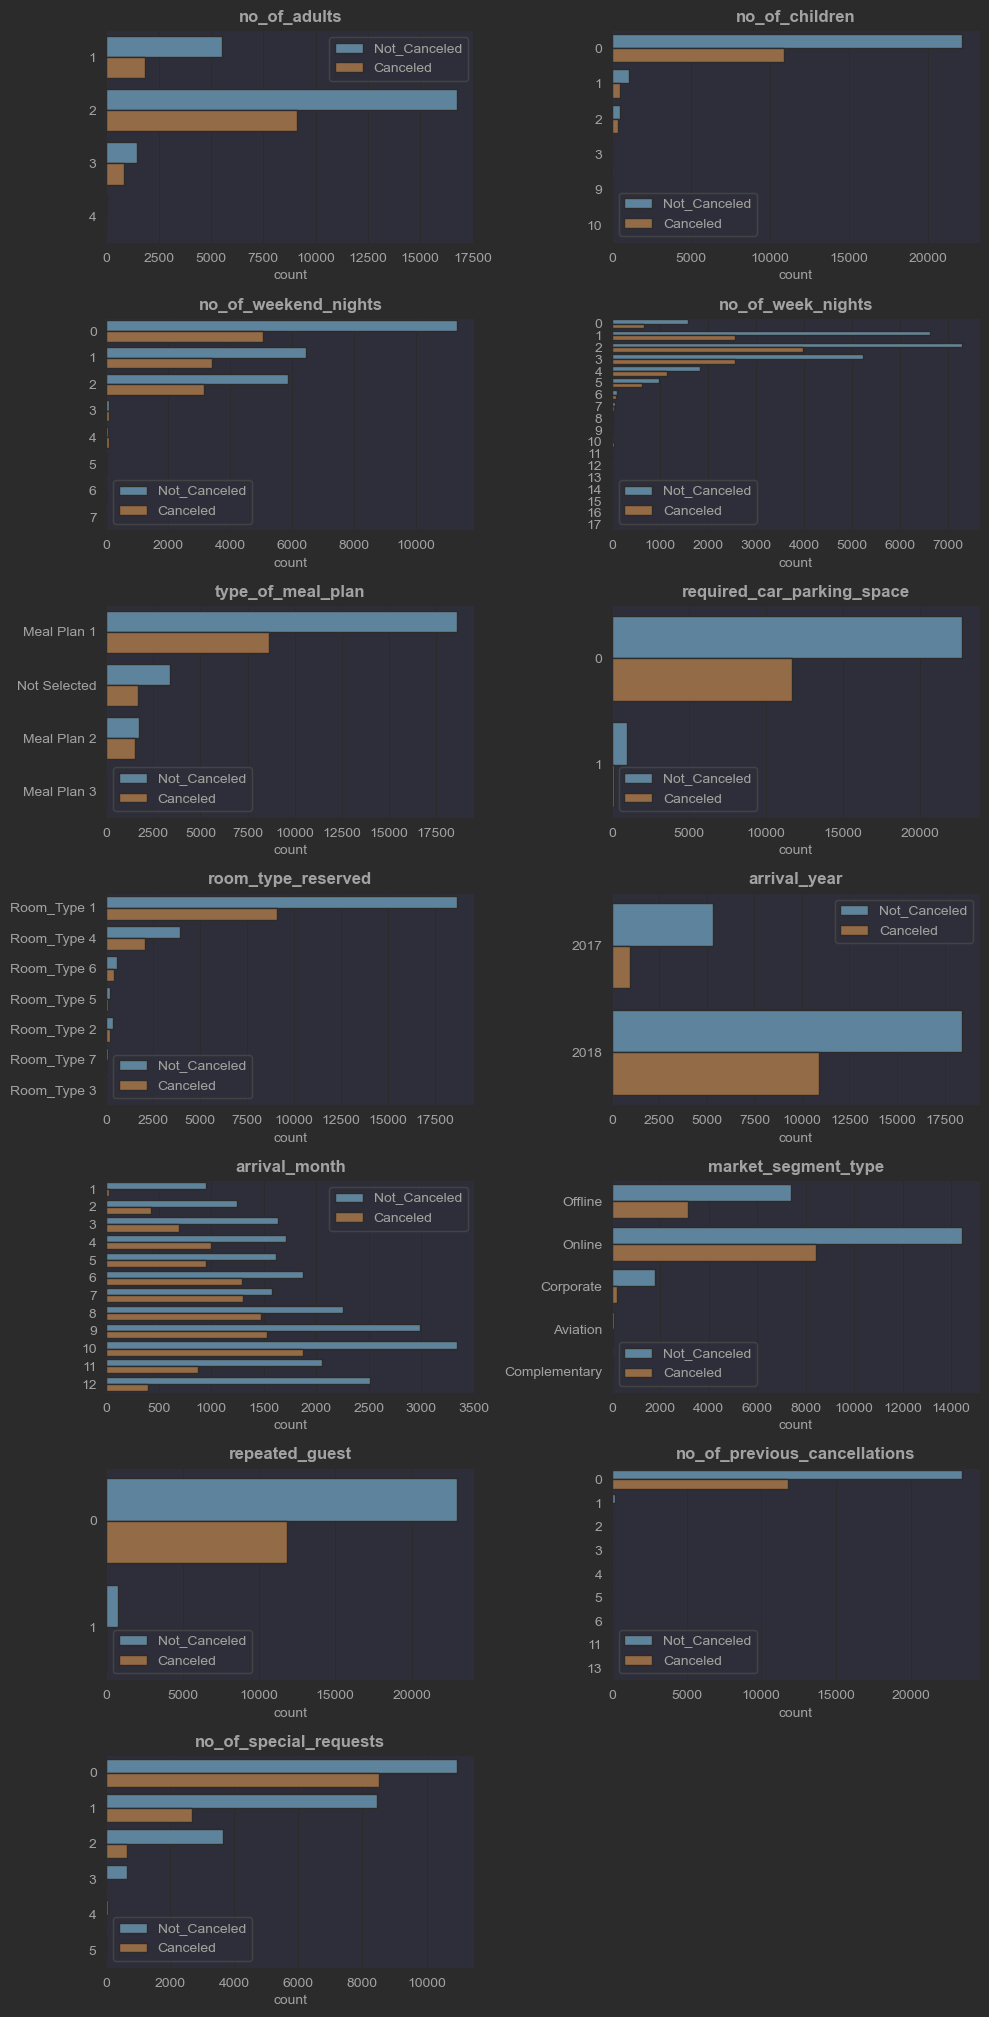 no_of_adults
1
2
3
4
Not_Canceled
Canceled
0 2500 5000 7500 10000 12500 15000 17500
count
no_of_children
0
1
2
3
9
10
Not_Canceled
Canceled
0 5000 10000 15000 20000
count
no_of_weekend_nights
0
1
2
3
4
5
6
7
Not_Canceled
Canceled
0 2000 4000 6000 8000 10000
count
no_of_week_nights
0
1
2
3
4
5
6
7
8
9
10
11
12
13
14
15
16
17
Not_Canceled
Canceled
0 1000 2000 3000 4000 5000 6000 7000
count
type_of_meal_plan
Meal Plan 1
Not Selected
Meal Plan 2
Meal Plan 3
Not_Canceled
Canceled
0 2500 5000 7500 10000 12500 15000 17500
count
required_car_parking_space
0
1
Not_Canceled
Canceled
0 5000 10000 15000 20000
count
room_type_reserved
Room_Type 1
Room_Type 4
Room_Type 6
Room_Type 5
Room_Type 2
Room_Type 7
Room_Type 3
Not_Canceled
Canceled
0 2500 5000 7500 10000 12500 15000 17500
count
arrival_year
2017
2018
Not_Canceled
Canceled
0 2500 5000 7500 10000 12500 15000 17500
count
arrival_month
1
2
3
4
5
6
7
8
9
10
11
12
Not_Canceled
Canceled
0 500 1000 1500 2000 2500 3000 3500
count
market_segment_type
Offline
Online
Corporate
Aviation
Complementary
Not_Canceled
Canceled
0 2000 4000 6000 8000 10000 12000 14000
count
repeated_guest
0
1
Not_Canceled
Canceled
0 5000 10000 15000 20000
count
no_of_previous_cancellations
0
1
2
3
4
5
6
11
13
Not_Canceled
Canceled
0 5000 10000 15000 20000
count
no_of_special_requests
0
1
2
3
4
5
Not_Canceled
Canceled
0 2000 4000 6000 8000 10000
count